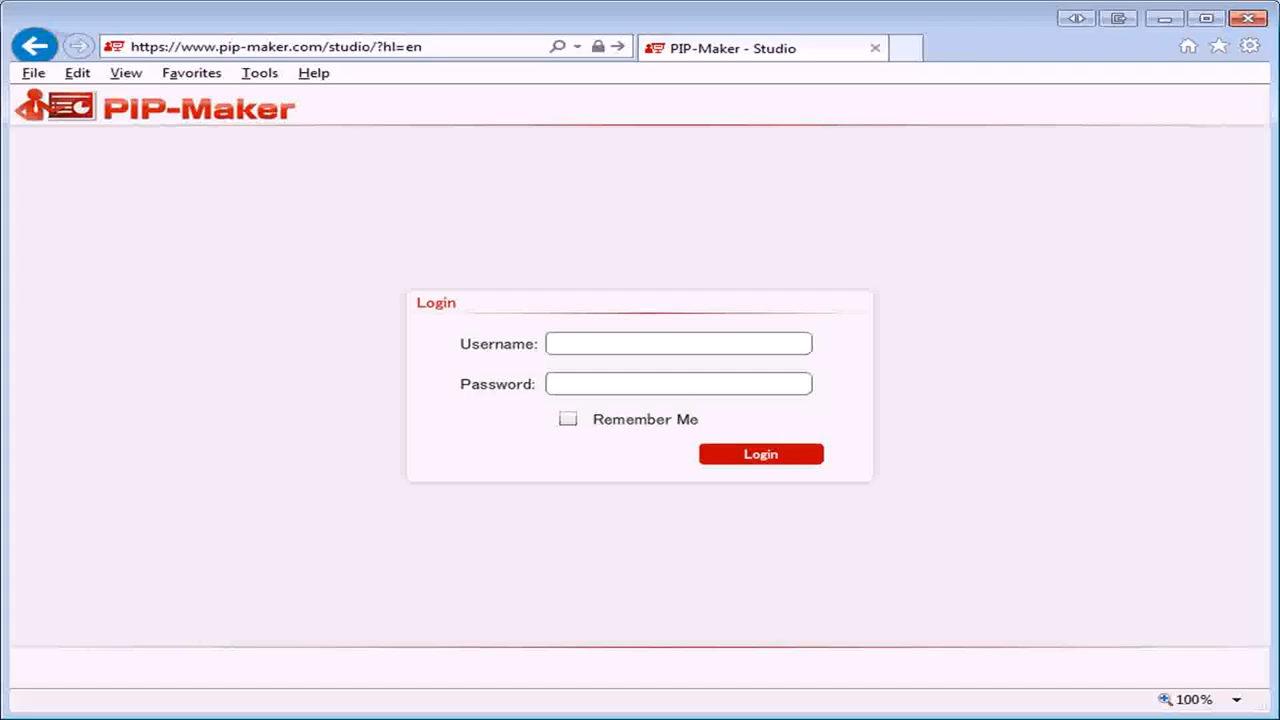 https://www.pip-maker.com/studio/?hl=en
PIP-Maker - Studio
File Edit View Favorites Tools Help
PIP-Maker
Login
Username:
Password:
Remember Me
Login
100%